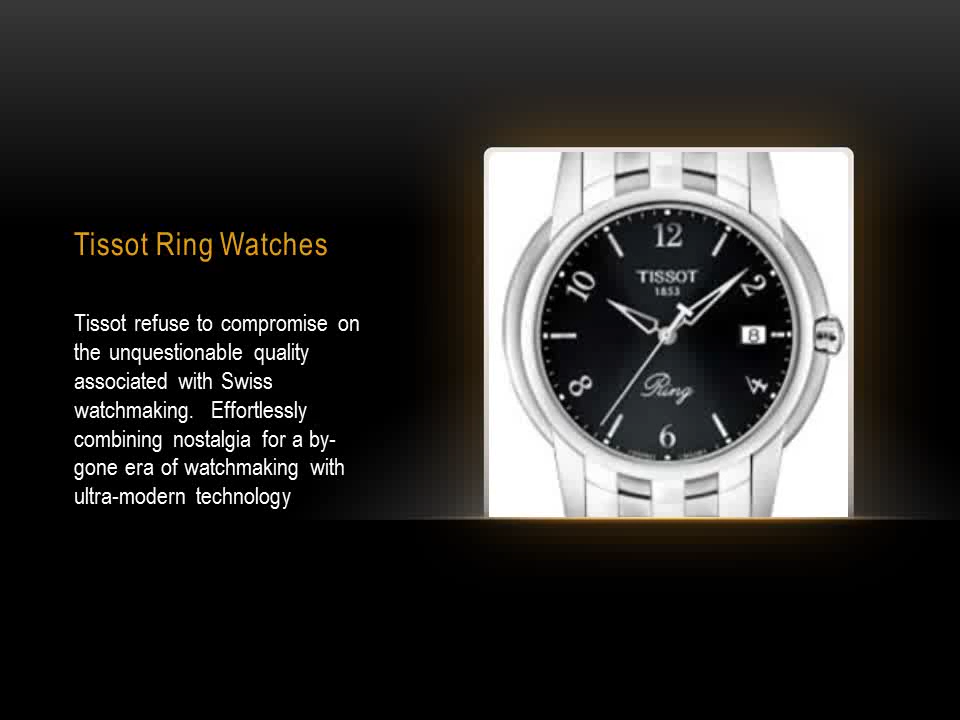 Tissot Ring Watches
Tissot refuse to compromise on
the unquestionable quality
associated with Swiss
watchmaking. Effortlessly
combining nostalgia for a by-
gone era of watchmaking with
ultra-modern technology
12
TISSOT
1853
10
2
8
8
Ring
4
6